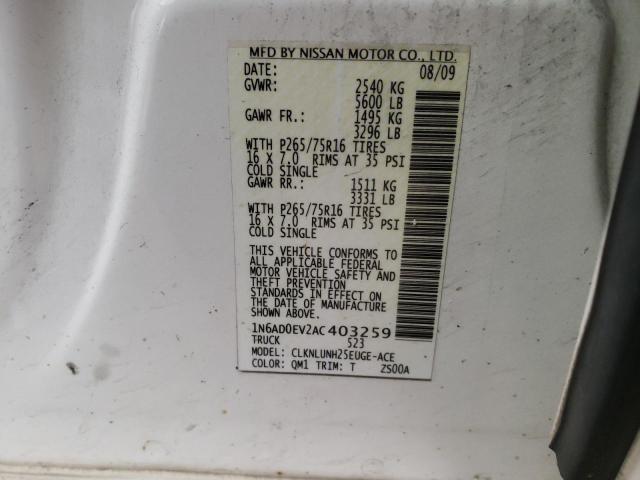 MFD BY NISSAN MOTOR CO., LTD.
DATE: 08/09
GVWR: 2540 KG
5600 LB
GAWR FR.: 1495 KG
3296 LB
WITH P265/75R16 TIRES
16 X 7.0 RIMS AT 35 PSI
COLD SINGLE
GAWR RR.: 1511 KG
3331 LB
WITH P265/75R16 TIRES
16 X 7.0 RIMS AT 35 PSI
COLD SINGLE
THIS VEHICLE CONFORMS TO
ALL APPLICABLE FEDERAL
MOTOR VEHICLE SAFETY AND
THEFT PREVENTION
STANDARDS IN EFFECT ON
THE DATE OF MANUFACTURE
SHOWN ABOVE.
1N6AD0EV2AC403259
TRUCK 523
MODEL: CLKNLUNH25EUGE-ACE
COLOR: QM1 TRIM: T ZS00A